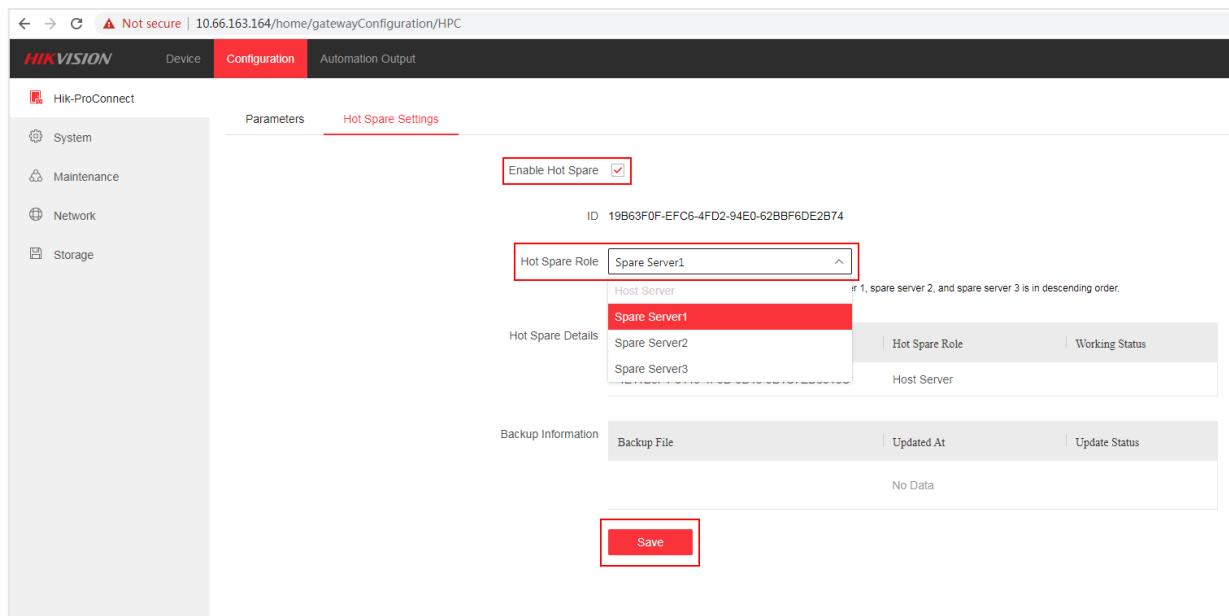 Not secure | 10.66.163.164/home/gatewayConfiguration/HPC
HIKVISION Device Configuration Automation Output
Hik-ProConnect
System
Maintenance
Network
Storage
Parameters Hot Spare Settings
Enable Hot Spare
ID 19B63F0F-EFC6-4FD2-94E0-62BBF6DE2B74
Hot Spare Role Spare Server1
Host Server
1, spare server 2, and spare server 3 is in descending order.
Spare Server1
Spare Server2
Spare Server3
Hot Spare Details Hot Spare Role Working Status
Host Server
Backup Information Backup File Updated At Update Status
No Data
Save